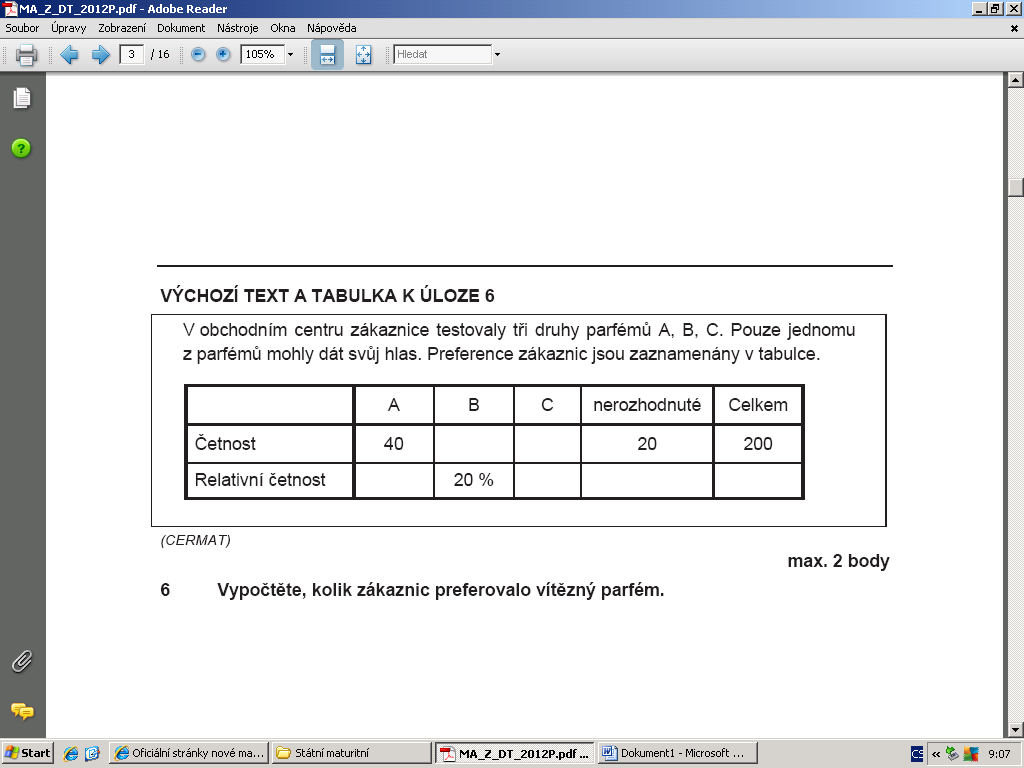 MA_Z_DT_2012P.pdf - Adobe Reader
Soubor Úpravy Zobrazení Dokument Nástroje Okna Nápověda
3 / 16 105% Hledat
VÝCHOZÍ TEXT A TABULKA K ÚLOZE 6
V obchodním centru zákaznice testovaly tři druhy parfémů A, B, C. Pouze jednomu
z parfémů mohly dát svůj hlas. Preference zákaznic jsou zaznamenány v tabulce.
A B C nerozhodnuté Celkem
Četnost 40 20 200
Relativní četnost 20 %
(CERMAT)
max. 2 body
6 Vypočtěte, kolik zákaznic preferovalo vítězný parfém.
Start Oficiální stránky nové ma... Státní maturitní MA_Z_DT_2012P.pdf ... Dokument1 - Microsoft ... CS « 9:07